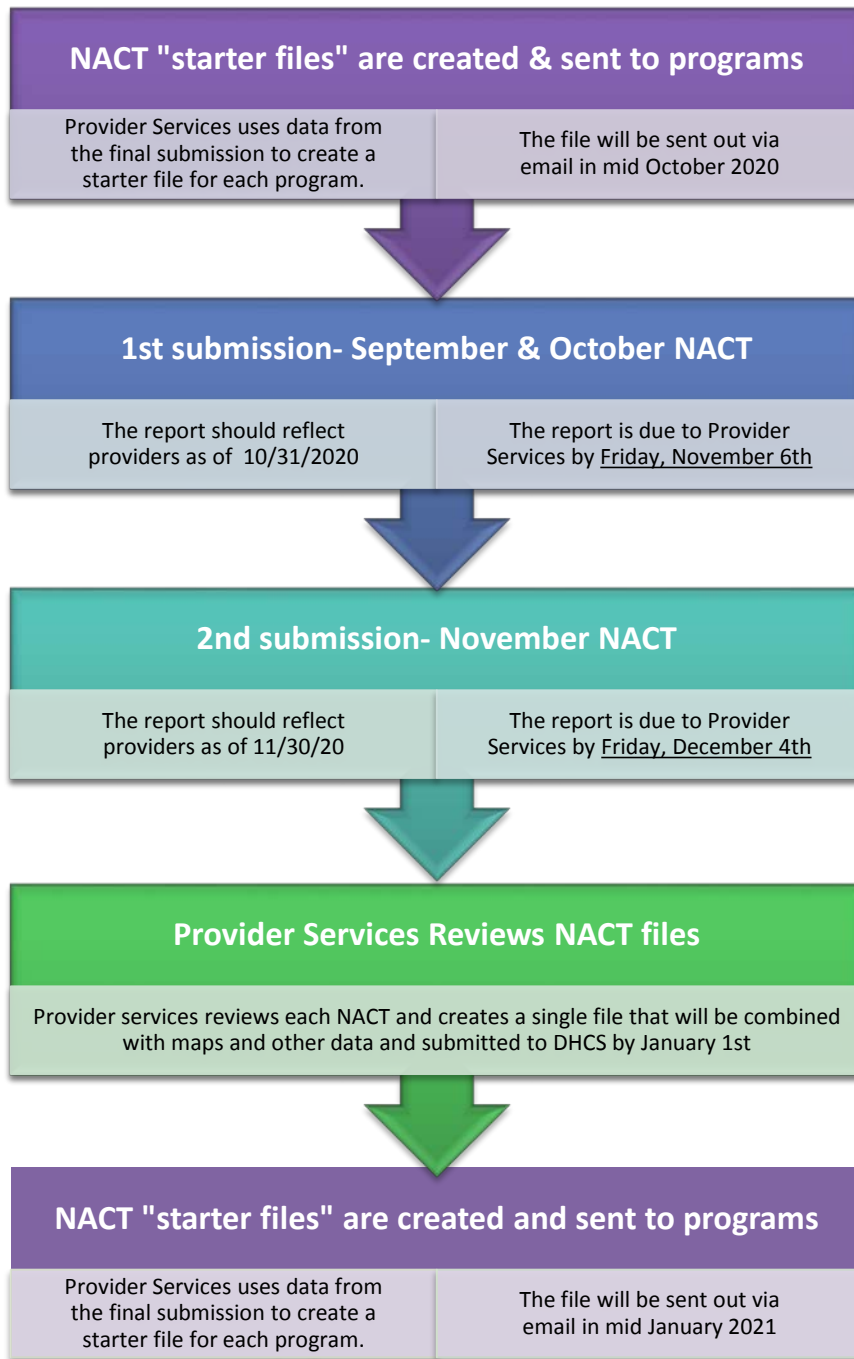 NACT "starter files" are created & sent to programs
Provider Services uses data from
the final submission to create a
starter file for each program.
The file will be sent out via
email in mid October 2020
1st submission- September & October NACT
The report should reflect
providers as of 10/31/2020
The report is due to Provider
Services by Friday, November 6th
2nd submission- November NACT
The report should reflect
providers as of 11/30/20
The report is due to Provider
Services by Friday, December 4th
Provider Services Reviews NACT files
Provider services reviews each NACT and creates a single file that will be combined
with maps and other data and submitted to DHCS by January 1st
NACT "starter files" are created and sent to programs
Provider Services uses data from
the final submission to create a
starter file for each program.
The file will be sent out via
email in mid January 2021